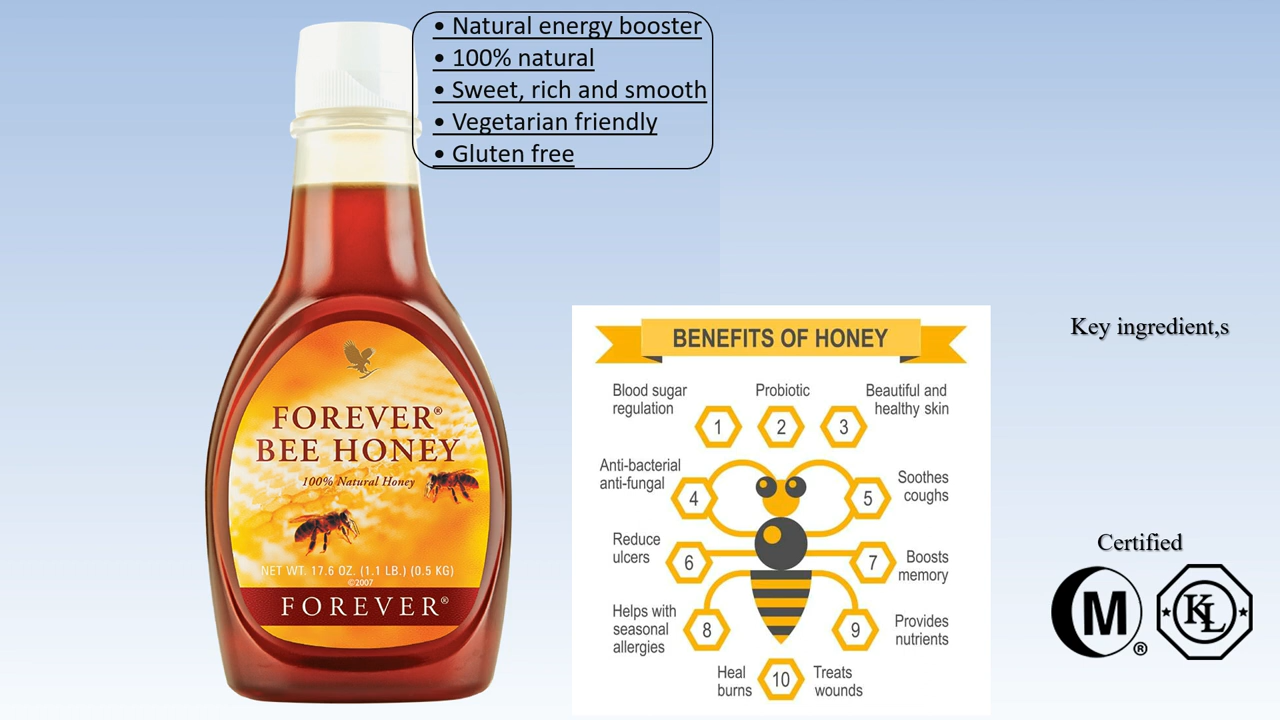 • Natural energy booster
• 100% natural
• Sweet, rich and smooth
• Vegetarian friendly
• Gluten free
FOREVER®
BEE HONEY
100% Natural Honey
NET WT. 17.6 OZ. (1.1 LB.) (0.5 KG)
©2007
FOREVER®
BENEFITS OF HONEY
Blood sugar
regulation
1
Probiotic
2
Beautiful and
healthy skin
3
Anti-bacterial
anti-fungal
4
Soothes
coughs
5
Reduce
ulcers
6
Boosts
memory
7
Helps with
seasonal
allergies
8
Provides
nutrients
9
Heal
burns
10
Treats
wounds
Key ingredient,s
Certified
M®
KL